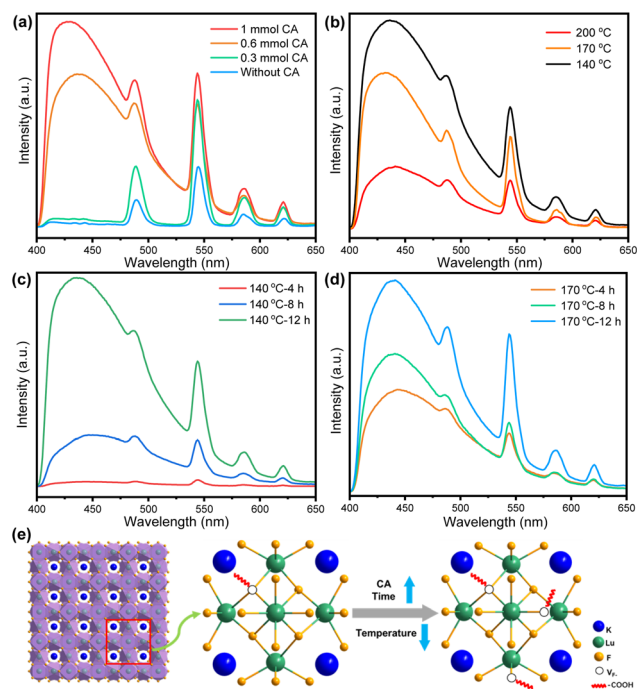 (a)
1 mmol CA
0.6 mmol CA
0.3 mmol CA
Without CA
Intensity (a.u.)
400 450 500 550 600 650
Wavelength (nm)
(b)
200 °C
170 °C
140 °C
Intensity (a.u.)
400 450 500 550 600 650
Wavelength (nm)
(c)
140 °C-4 h
140 °C-8 h
140 °C-12 h
Intensity (a.u.)
400 450 500 550 600 650
Wavelength (nm)
(d)
170 °C-4 h
170 °C-8 h
170 °C-12 h
Intensity (a.u.)
400 450 500 550 600 650
Wavelength (nm)
(e)
CA
Time
Temperature
K
Lu
F
V_F-
-COOH